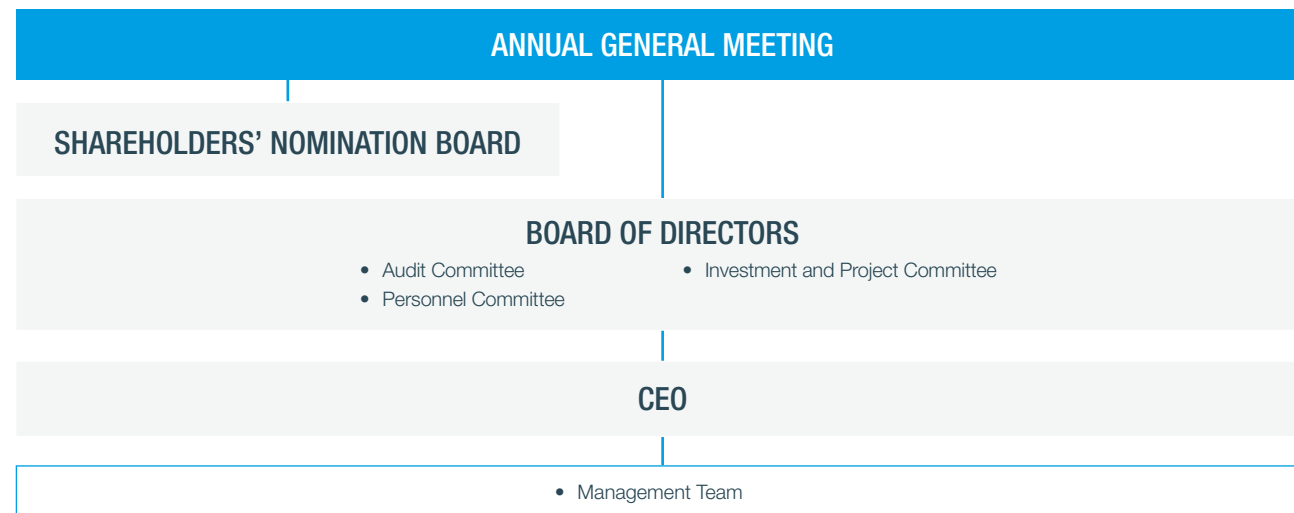 ANNUAL GENERAL MEETING
SHAREHOLDERS’ NOMINATION BOARD
BOARD OF DIRECTORS
• Audit Committee
• Personnel Committee
• Investment and Project Committee
CEO
• Management Team